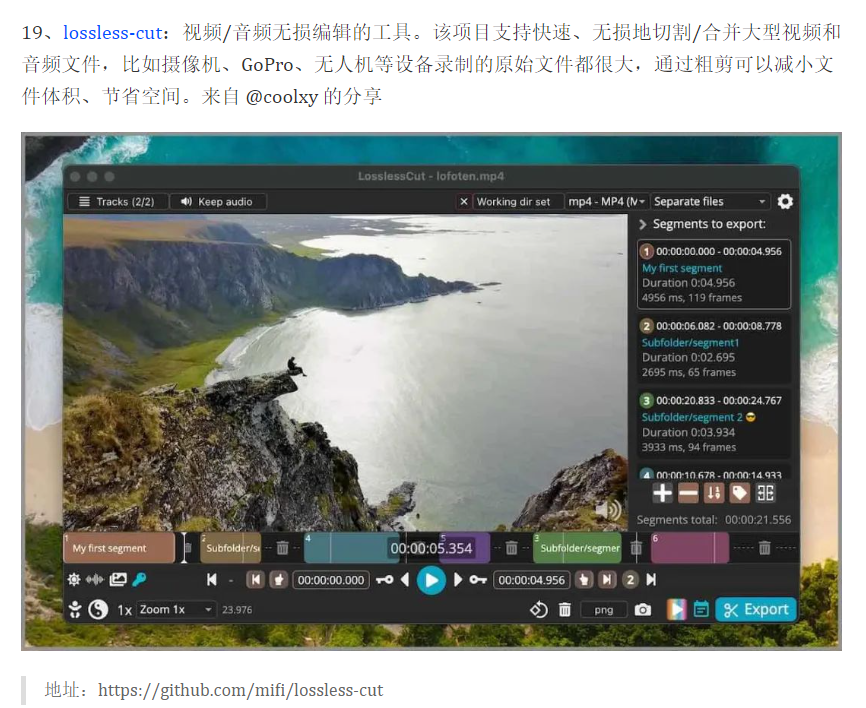 19、lossless-cut：视频/音频无损编辑的工具。该项目支持快速、无损地切割/合并大型视频和
音频文件，比如摄像机、GoPro、无人机等设备录制的原始文件都很大，通过粗剪可以减小文
件体积、节省空间。来自 @coolxy 的分享
LosslessCut - lofoten.mp4
Tracks (2/2) Keep audio Working dir set mp4 - MP4 (M Separate files
Segments to export:
1 00:00:00.000 - 00:00:04.956
My first segment
Duration 0:04.956
4956 ms, 119 frames
2 00:00:06.082 - 00:00:08.778
Subfolder/segment1
Duration 0:02.695
2695 ms, 65 frames
3 00:00:20.833 - 00:00:24.767
Subfolder/segment 2 😎
Duration 0:03.934
3933 ms, 94 frames
4 00:00:10.678 - 00:00:14.933
Segments total: 00:00:21.556
1 My first segment 2 Subfolder/se 4 00:00:05.354 5 3 Subfolder/segmer 6
00:00:00.000 00:00:04.956 2
1x Zoom 1x 23.976 png Export
地址：https://github.com/mifi/lossless-cut